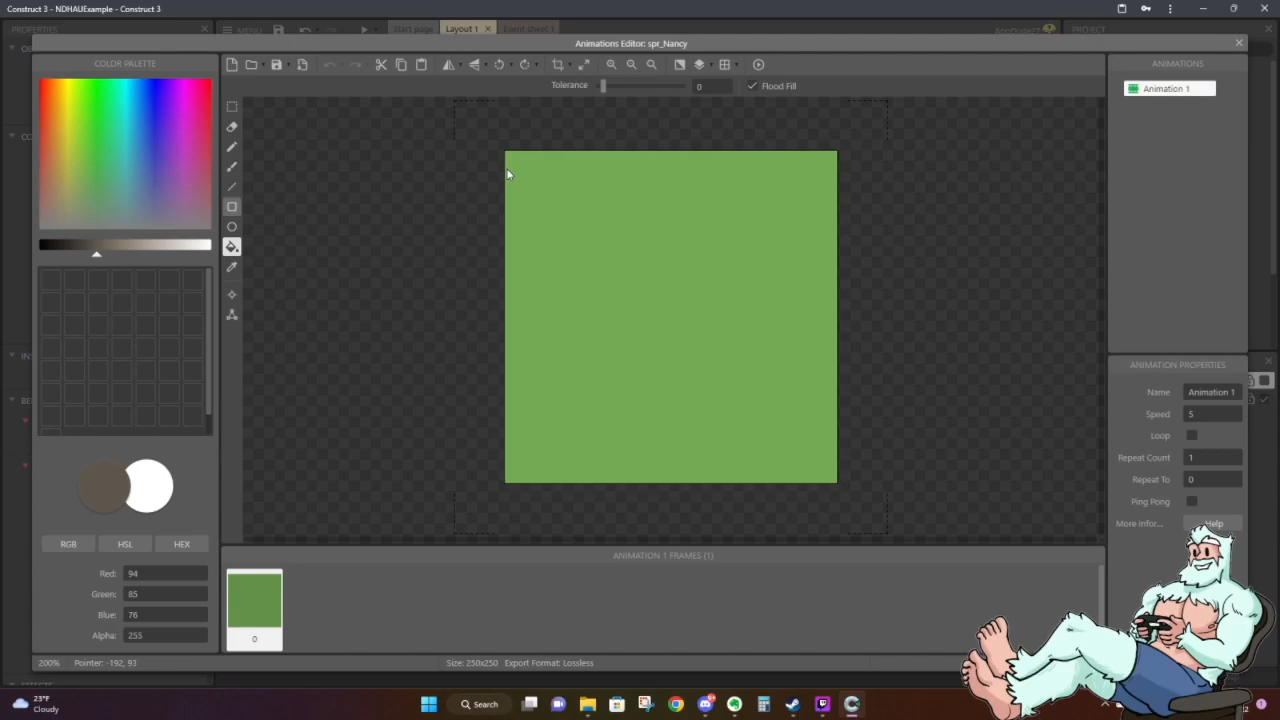 Construct 3 - NDHAUExample - Construct 3
PROPERTIES
MENU
Start page
Layout 1
Event sheet 1
PROJECT
Animations Editor: spr_Nancy
COLOR PALETTE
ANIMATIONS
Tolerance
0
Flood Fill
Animation 1
ANIMATION PROPERTIES
Name
Animation 1
Speed
5
Loop
Repeat Count
1
Repeat To
0
Ping Pong
More infor...
Help
RGB
HSL
HEX
Red: 94
Green: 85
Blue: 76
Alpha: 255
ANIMATION 1 FRAMES (1)
0
200%
Pointer: -192, 93
Size: 250x250
Export Format: Lossless
23°F
Cloudy
Search